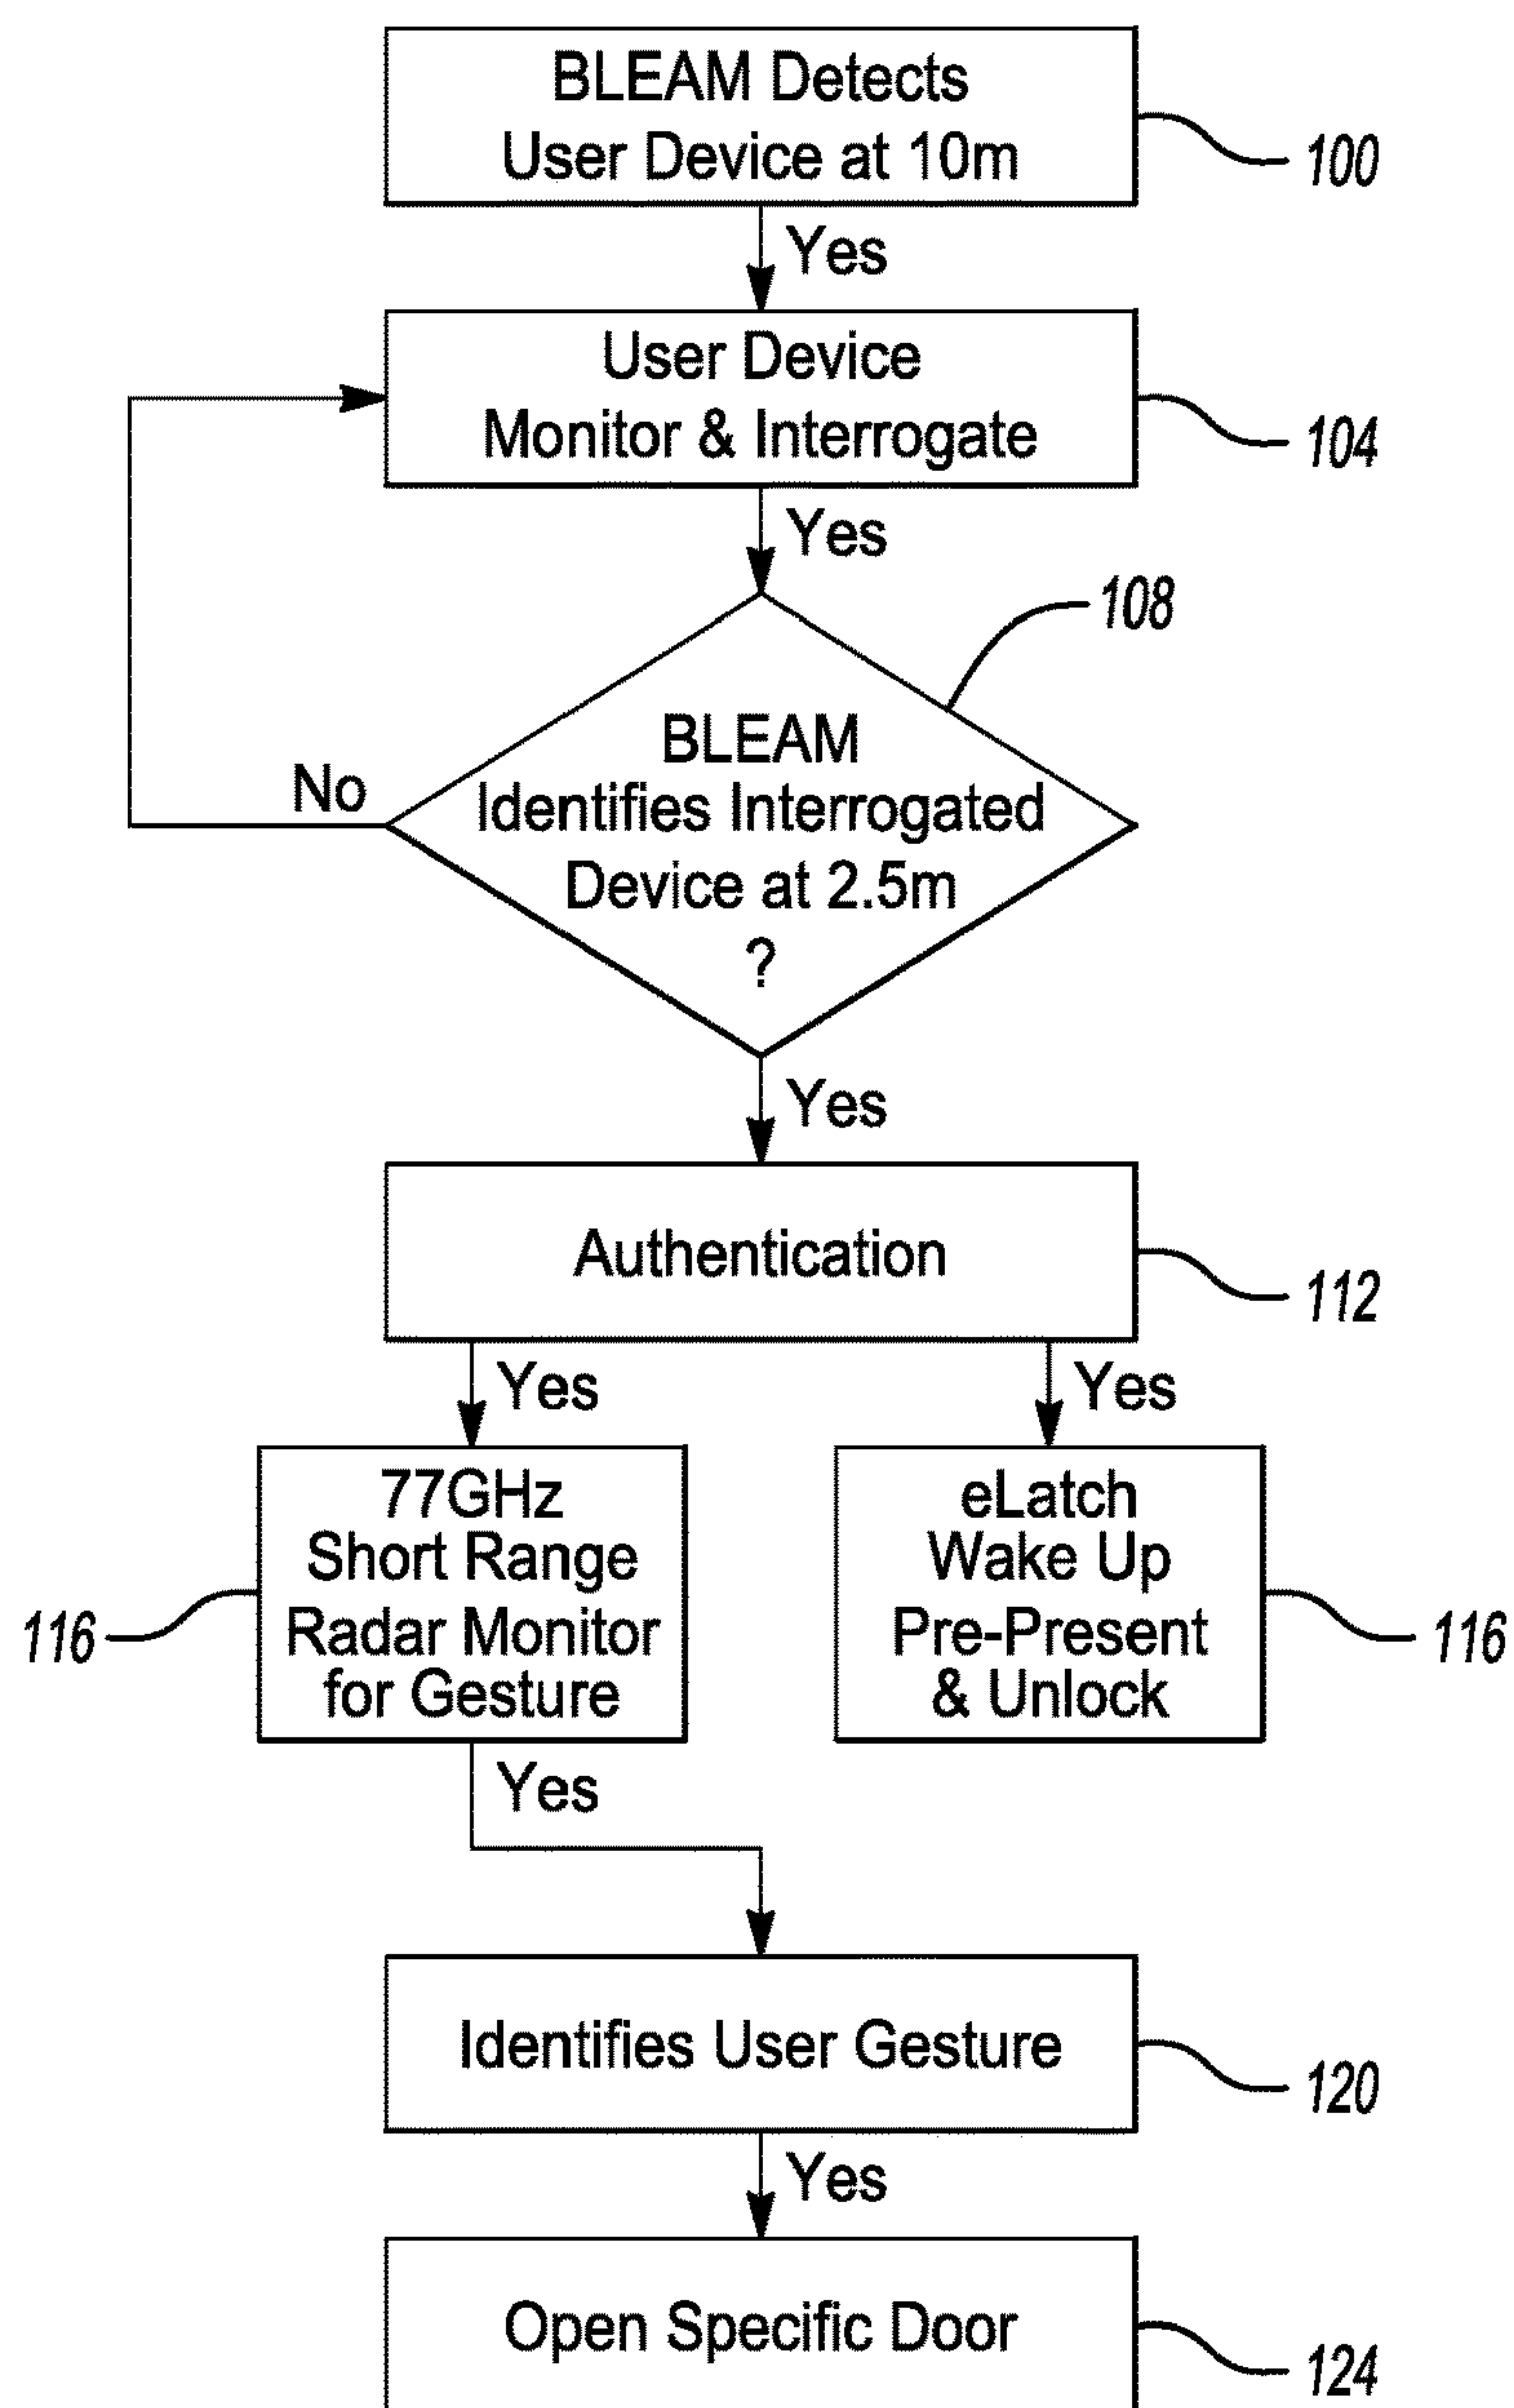 BLEAM Detects
User Device at 10m
100
Yes
User Device
Monitor & Interrogate
104
Yes
108
BLEAM
Identifies Interrogated
Device at 2.5m
?
No
Yes
Authentication
112
Yes
Yes
77GHz
Short Range
Radar Monitor
for Gesture
116
eLatch
Wake Up
Pre-Present
& Unlock
116
Yes
Identifies User Gesture
120
Yes
Open Specific Door
124